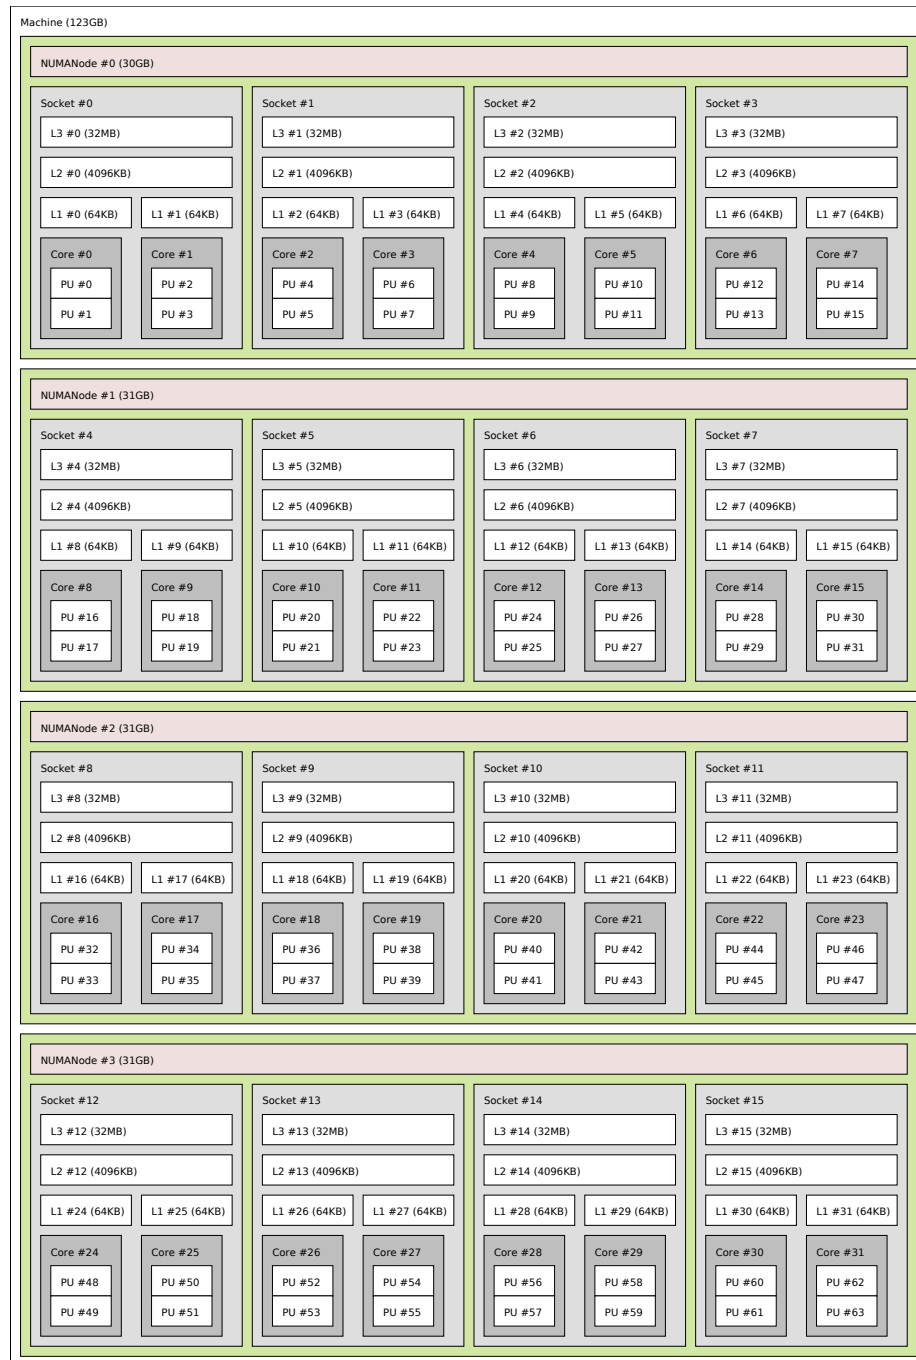 Machine (123GB)
NUMANode #0 (30GB)
Socket #0 Socket #1 Socket #2 Socket #3
L3 #0 (32MB) L3 #1 (32MB) L3 #2 (32MB) L3 #3 (32MB)
L2 #0 (4096KB) L2 #1 (4096KB) L2 #2 (4096KB) L2 #3 (4096KB)
L1 #0 (64KB) L1 #1 (64KB) L1 #2 (64KB) L1 #3 (64KB) L1 #4 (64KB) L1 #5 (64KB) L1 #6 (64KB) L1 #7 (64KB)
Core #0 Core #1 Core #2 Core #3 Core #4 Core #5 Core #6 Core #7
PU #0 PU #2 PU #4 PU #6 PU #8 PU #10 PU #12 PU #14
PU #1 PU #3 PU #5 PU #7 PU #9 PU #11 PU #13 PU #15
NUMANode #1 (31GB)
Socket #4 Socket #5 Socket #6 Socket #7
L3 #4 (32MB) L3 #5 (32MB) L3 #6 (32MB) L3 #7 (32MB)
L2 #4 (4096KB) L2 #5 (4096KB) L2 #6 (4096KB) L2 #7 (4096KB)
L1 #8 (64KB) L1 #9 (64KB) L1 #10 (64KB) L1 #11 (64KB) L1 #12 (64KB) L1 #13 (64KB) L1 #14 (64KB) L1 #15 (64KB)
Core #8 Core #9 Core #10 Core #11 Core #12 Core #13 Core #14 Core #15
PU #16 PU #18 PU #20 PU #22 PU #24 PU #26 PU #28 PU #30
PU #17 PU #19 PU #21 PU #23 PU #25 PU #27 PU #29 PU #31
NUMANode #2 (31GB)
Socket #8 Socket #9 Socket #10 Socket #11
L3 #8 (32MB) L3 #9 (32MB) L3 #10 (32MB) L3 #11 (32MB)
L2 #8 (4096KB) L2 #9 (4096KB) L2 #10 (4096KB) L2 #11 (4096KB)
L1 #16 (64KB) L1 #17 (64KB) L1 #18 (64KB) L1 #19 (64KB) L1 #20 (64KB) L1 #21 (64KB) L1 #22 (64KB) L1 #23 (64KB)
Core #16 Core #17 Core #18 Core #19 Core #20 Core #21 Core #22 Core #23
PU #32 PU #34 PU #36 PU #38 PU #40 PU #42 PU #44 PU #46
PU #33 PU #35 PU #37 PU #39 PU #41 PU #43 PU #45 PU #47
NUMANode #3 (31GB)
Socket #12 Socket #13 Socket #14 Socket #15
L3 #12 (32MB) L3 #13 (32MB) L3 #14 (32MB) L3 #15 (32MB)
L2 #12 (4096KB) L2 #13 (4096KB) L2 #14 (4096KB) L2 #15 (4096KB)
L1 #24 (64KB) L1 #25 (64KB) L1 #26 (64KB) L1 #27 (64KB) L1 #28 (64KB) L1 #29 (64KB) L1 #30 (64KB) L1 #31 (64KB)
Core #24 Core #25 Core #26 Core #27 Core #28 Core #29 Core #30 Core #31
PU #48 PU #50 PU #52 PU #54 PU #56 PU #58 PU #60 PU #62
PU #49 PU #51 PU #53 PU #55 PU #57 PU #59 PU #61 PU #63